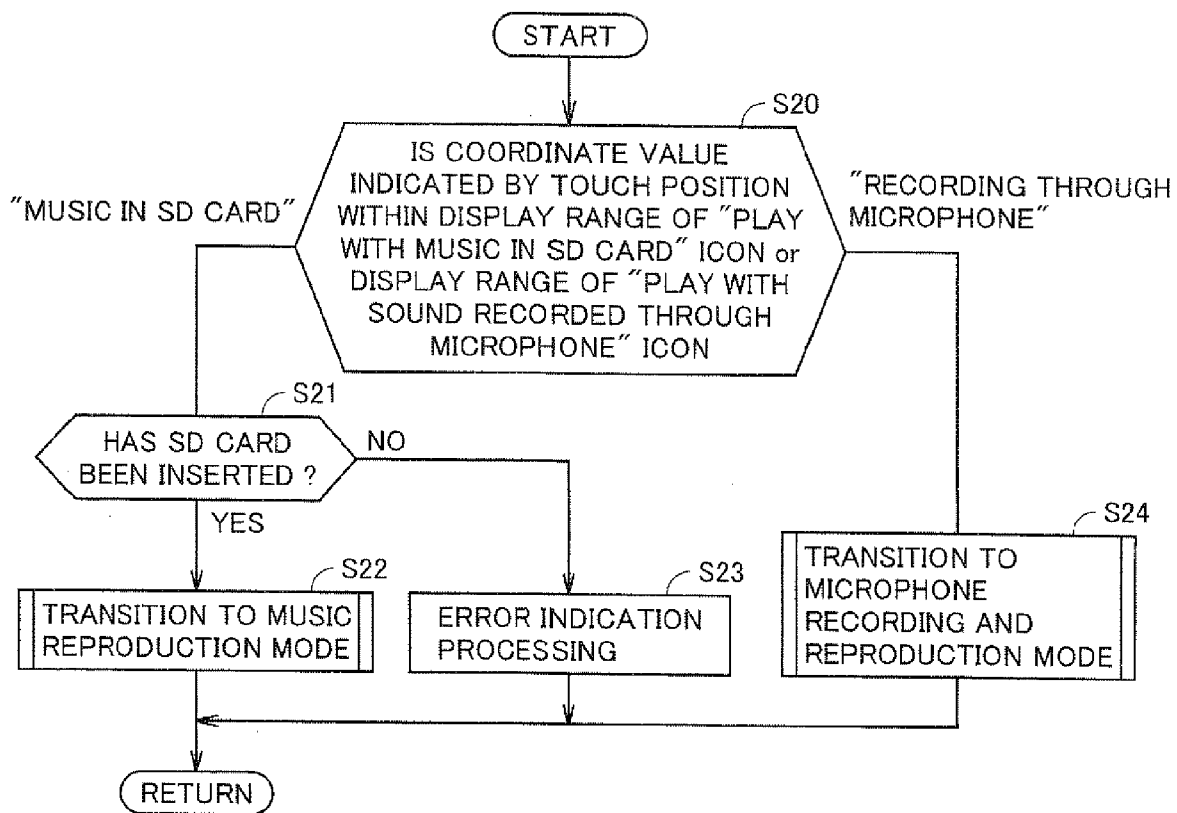 START
S20
IS COORDINATE VALUE
INDICATED BY TOUCH POSITION
WITHIN DISPLAY RANGE OF "PLAY
WITH MUSIC IN SD CARD" ICON or
DISPLAY RANGE OF "PLAY WITH
SOUND RECORDED THROUGH
MICROPHONE" ICON
"MUSIC IN SD CARD"
"RECORDING THROUGH
MICROPHONE"
S21
HAS SD CARD
BEEN INSERTED ?
NO
YES
S22
TRANSITION TO MUSIC
REPRODUCTION MODE
S23
ERROR INDICATION
PROCESSING
S24
TRANSITION TO
MICROPHONE
RECORDING AND
REPRODUCTION MODE
RETURN